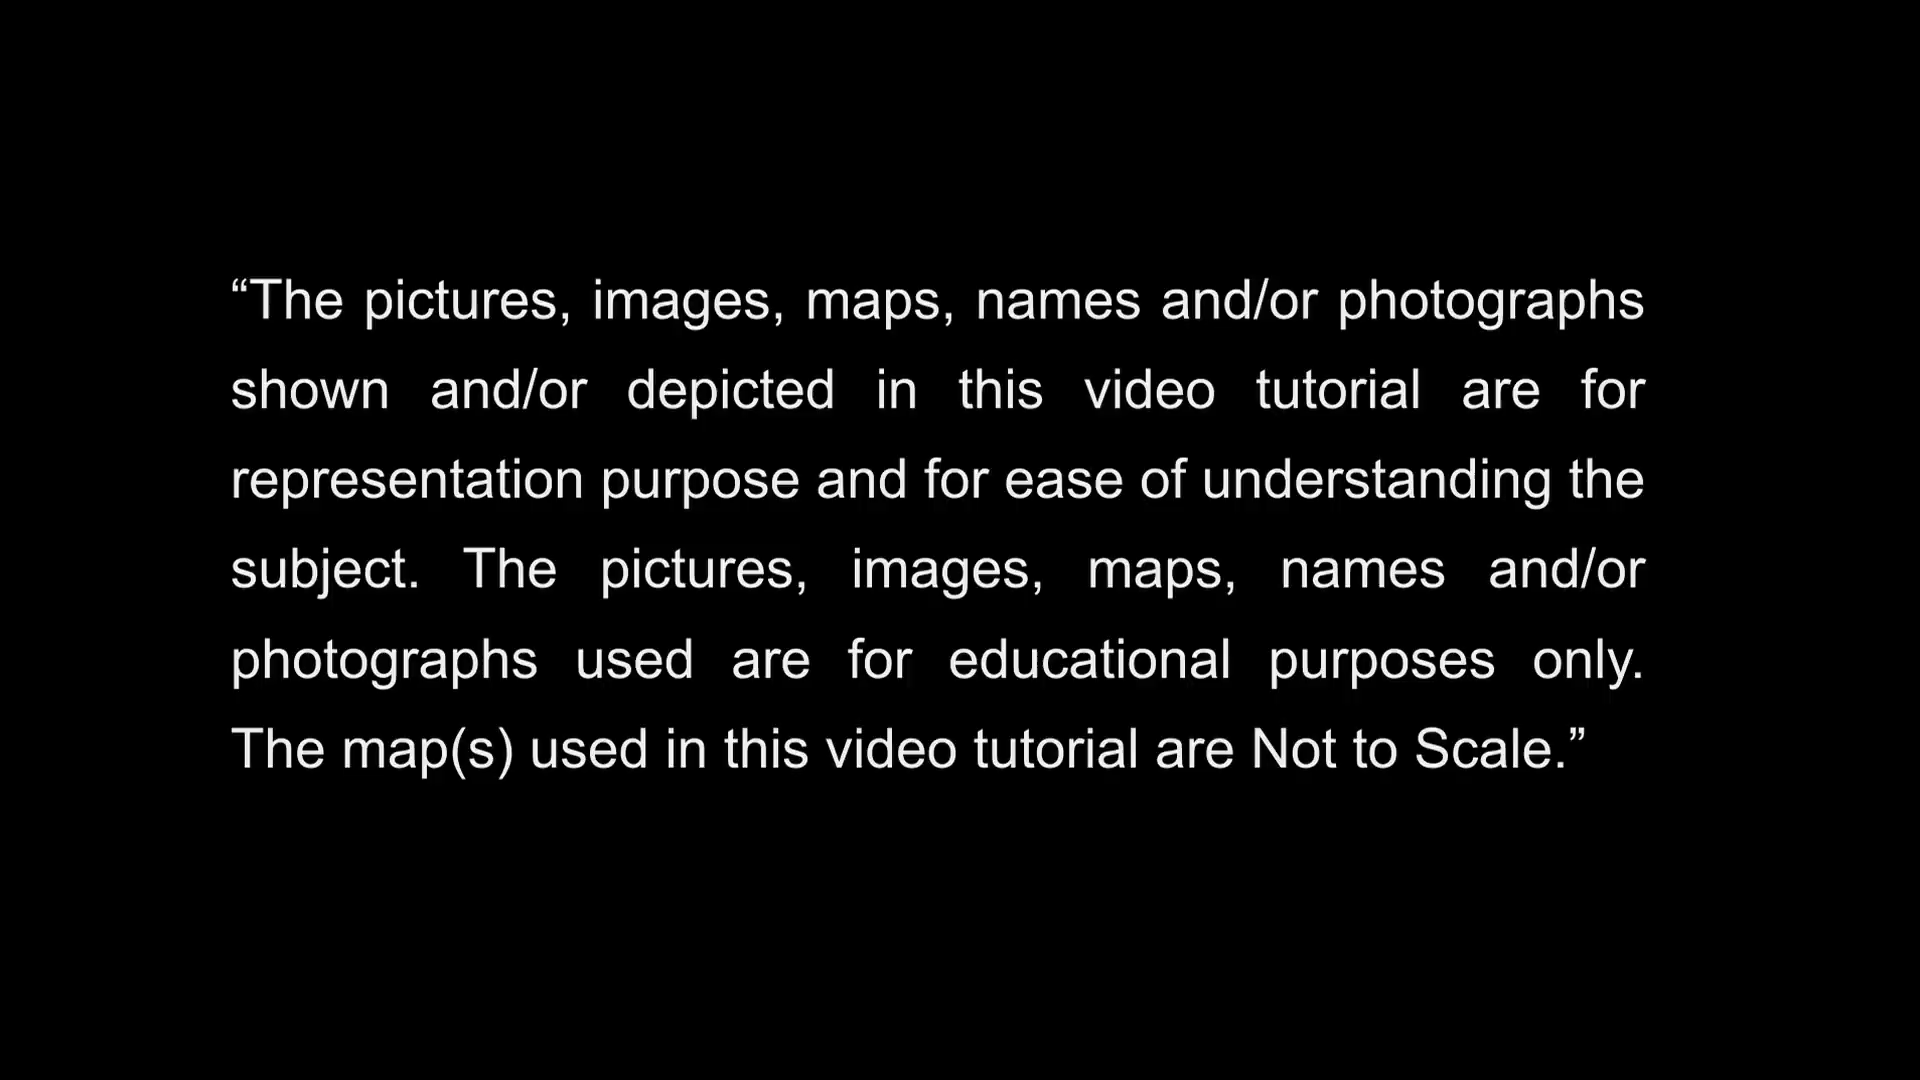 “The pictures, images, maps, names and/or photographs
shown and/or depicted in this video tutorial are for
representation purpose and for ease of understanding the
subject. The pictures, images, maps, names and/or
photographs used are for educational purposes only.
The map(s) used in this video tutorial are Not to Scale.”